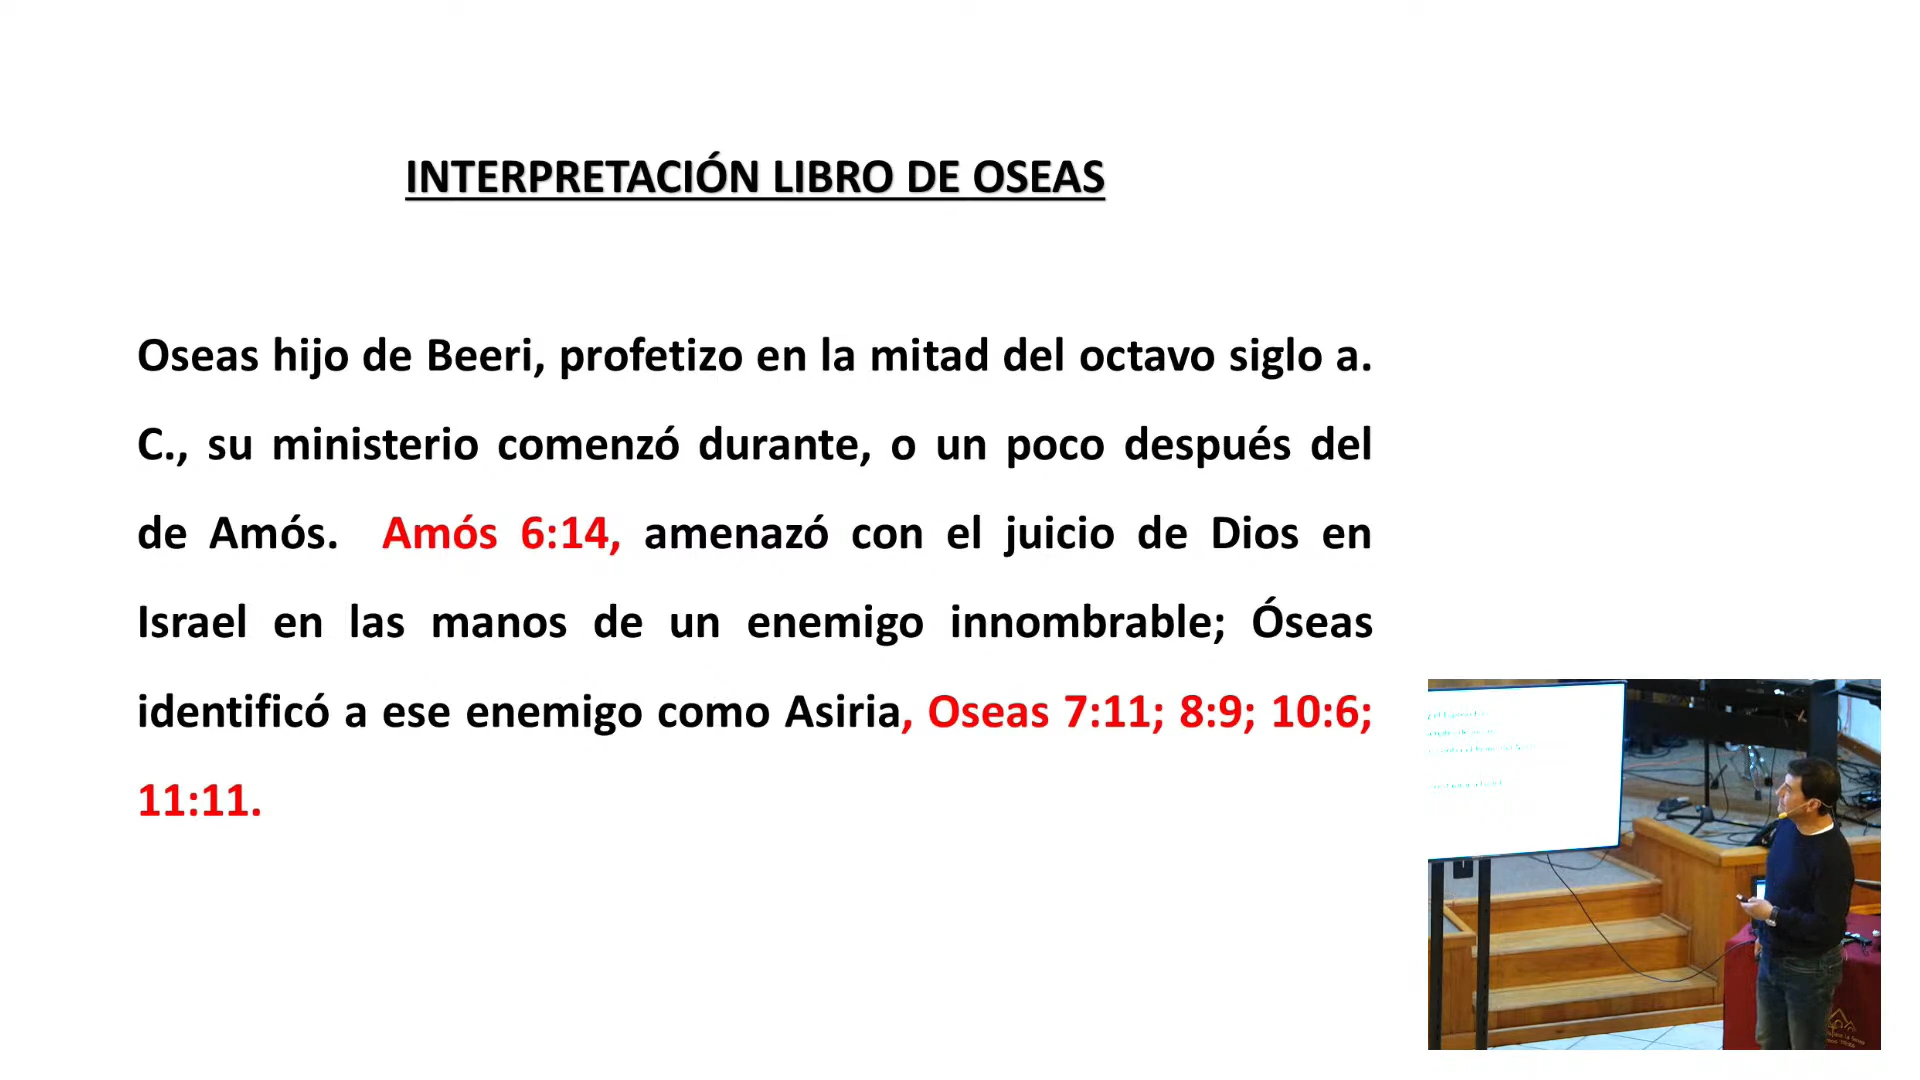 INTERPRETACIÓN LIBRO DE OSEAS
Oseas hijo de Beeri, profetizo en la mitad del octavo siglo a.
C., su ministerio comenzó durante, o un poco después del
de Amós. Amós 6:14, amenazó con el juicio de Dios en
Israel en las manos de un enemigo innombrable; Óseas
identificó a ese enemigo como Asiria, Oseas 7:11; 8:9; 10:6;
11:11.